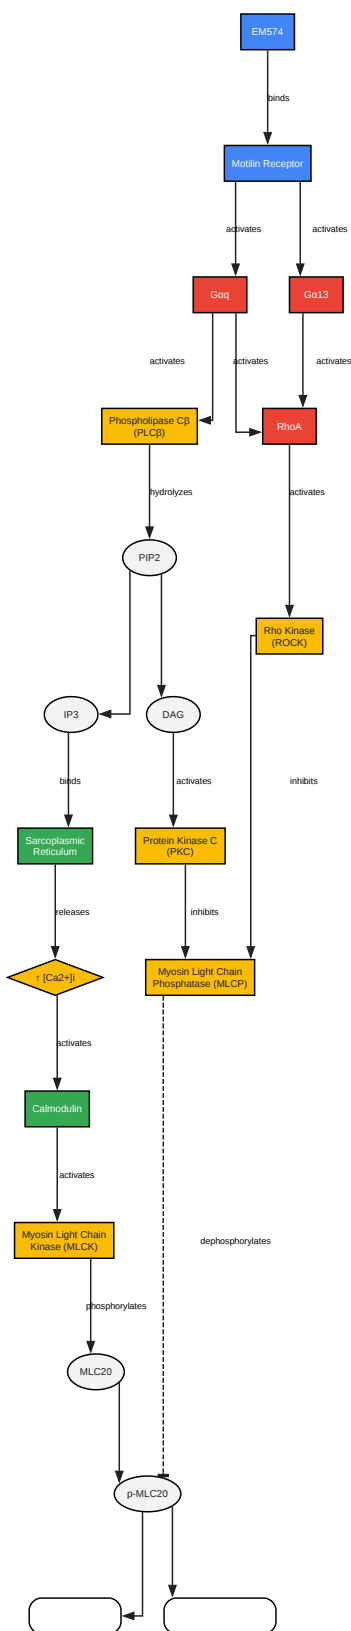 EM574
binds
Motilin Receptor
activates
activates
Gαq
Gα13
activates
activates
activates
Phospholipase Cβ
(PLCβ)
RhoA
hydrolyzes
activates
PIP2
Rho Kinase
(ROCK)
IP3
DAG
binds
activates
inhibits
Sarcoplasmic
Reticulum
Protein Kinase C
(PKC)
releases
inhibits
↑ [Ca2+]i
Myosin Light Chain
Phosphatase (MLCP)
activates
Calmodulin
activates
Myosin Light Chain
Kinase (MLCK)
dephosphorylates
phosphorylates
MLC20
p-MLC20